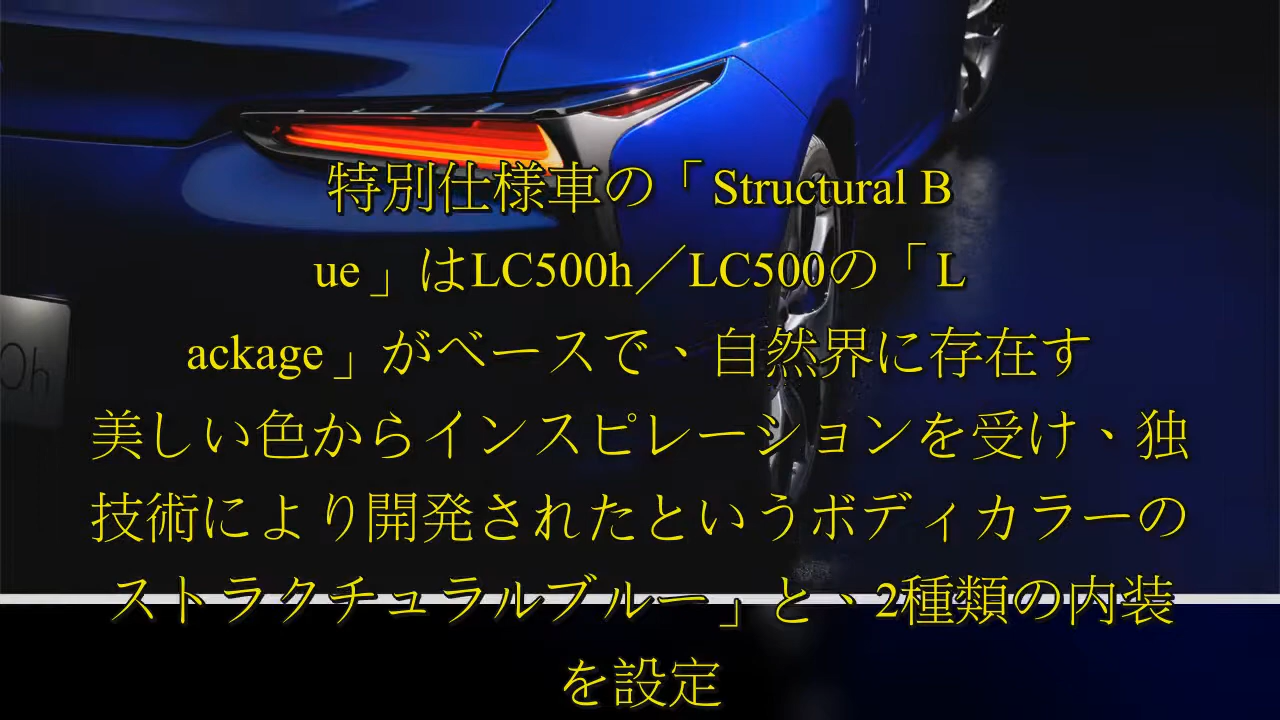 特別仕様車の「Structural B
ue」はLC500h／LC500の「L
ackage」がベースで、自然界に存在す
美しい色からインスピレーションを受け、独
技術により開発されたというボディカラーの
ストラクチュラルブルー」と、2種類の内装
を設定
0h